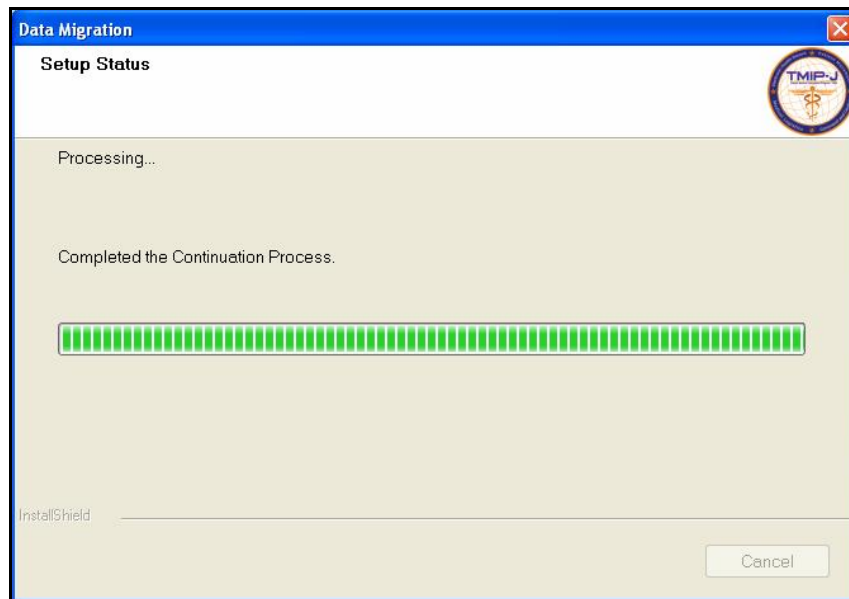 Data Migration
Setup Status
TMIP-J
Processing...
Completed the Continuation Process.
InstallShield
Cancel